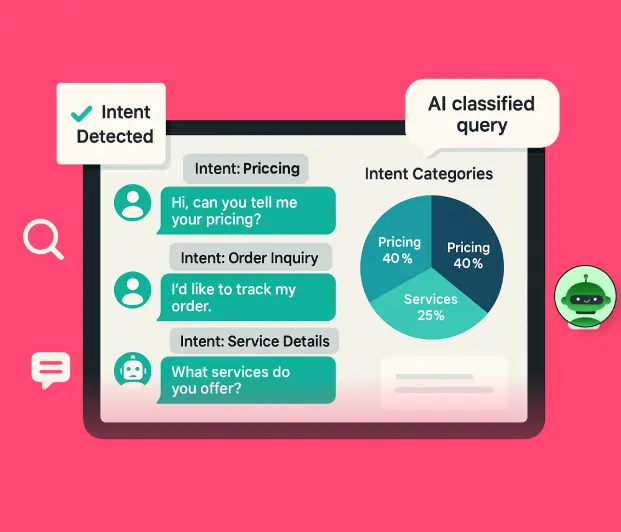 Intent
Detected
AI classified
query
Intent: Priccing
Hi, can you tell me
your pricing?
Intent: Order Inquiry
I'd like to track my
order.
Intent: Service Details
What services do
you offer?
Intent Categories
Pricing
40%
Pricing
40%
Services
25%